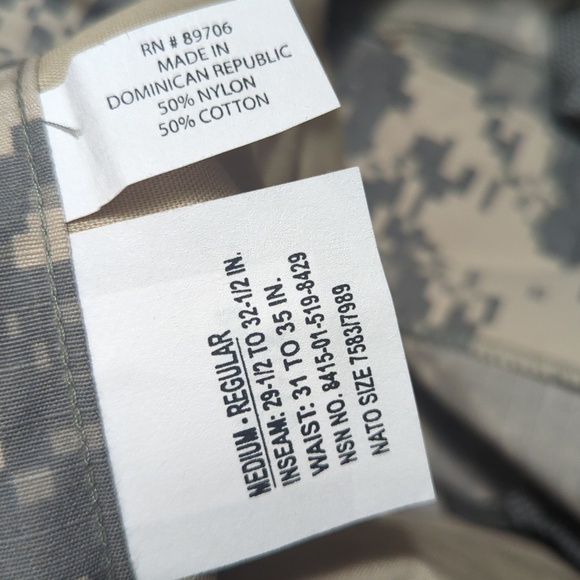 RN # 89706
MADE IN
DOMINICAN REPUBLIC
50% NYLON
50% COTTON
MEDIUM - REGULAR
INSEAM: 29-1/2 TO 32-1/2 IN.
WAIST: 31 TO 35 IN.
NSN NO. 8415-01-519-8429
NATO SIZE 7583/7989